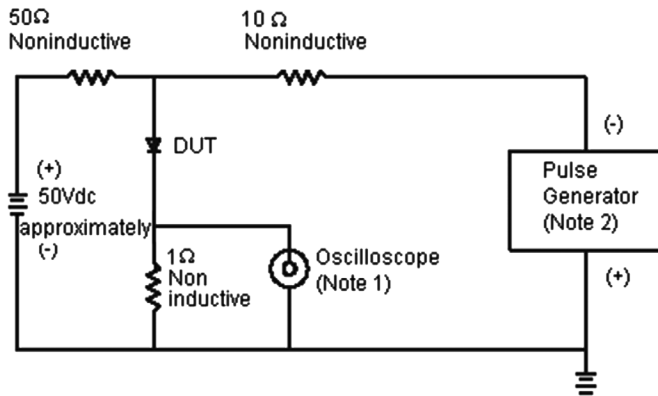 50Ω
Noninductive
10 Ω
Noninductive
(+)
50Vdc
approximately
(-)
DUT
1Ω
Non
inductive
Oscilloscope
(Note 1)
(-)
Pulse
Generator
(Note 2)
(+)